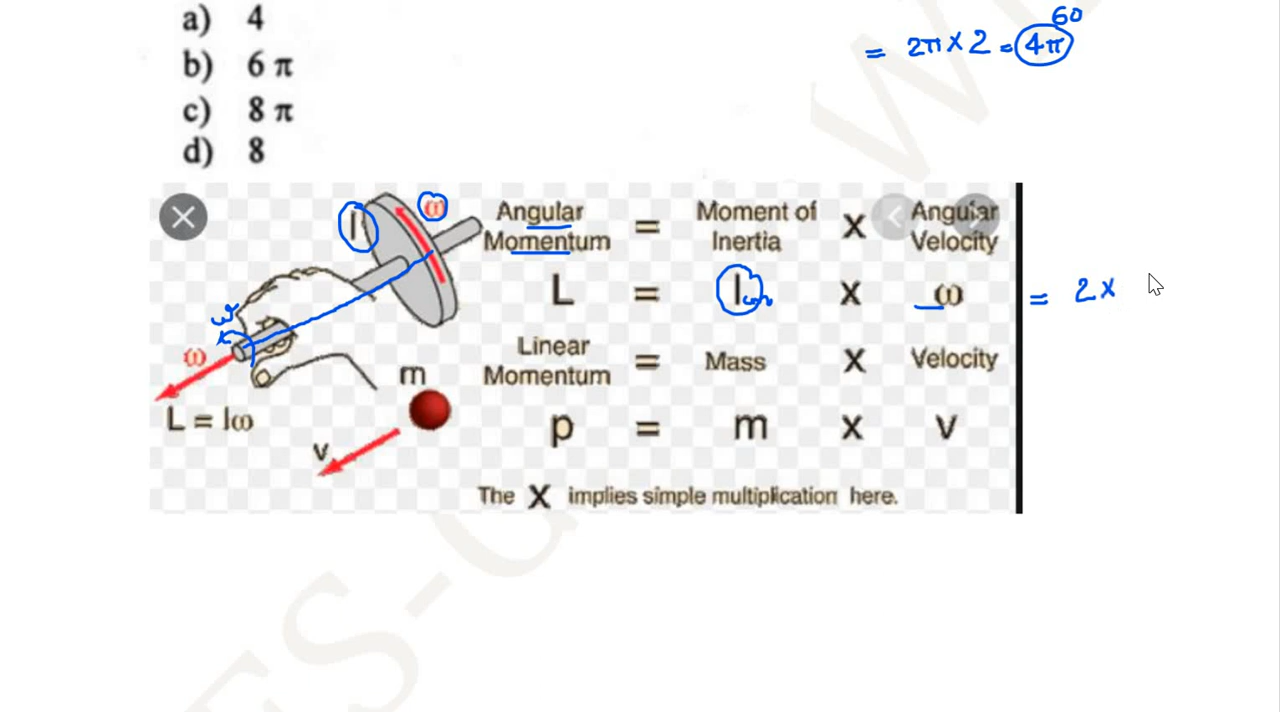 a) 4
b) 6 π
c) 8 π
d) 8
60
= 2π × 2 = 4π
I
ω
Angular Momentum = Moment of Inertia X Angular Velocity
L = I X ω = 2 ×
ω
ω
L = Iω
Linear Momentum = Mass X Velocity
m
v
p = m X v
The X implies simple multiplication here.